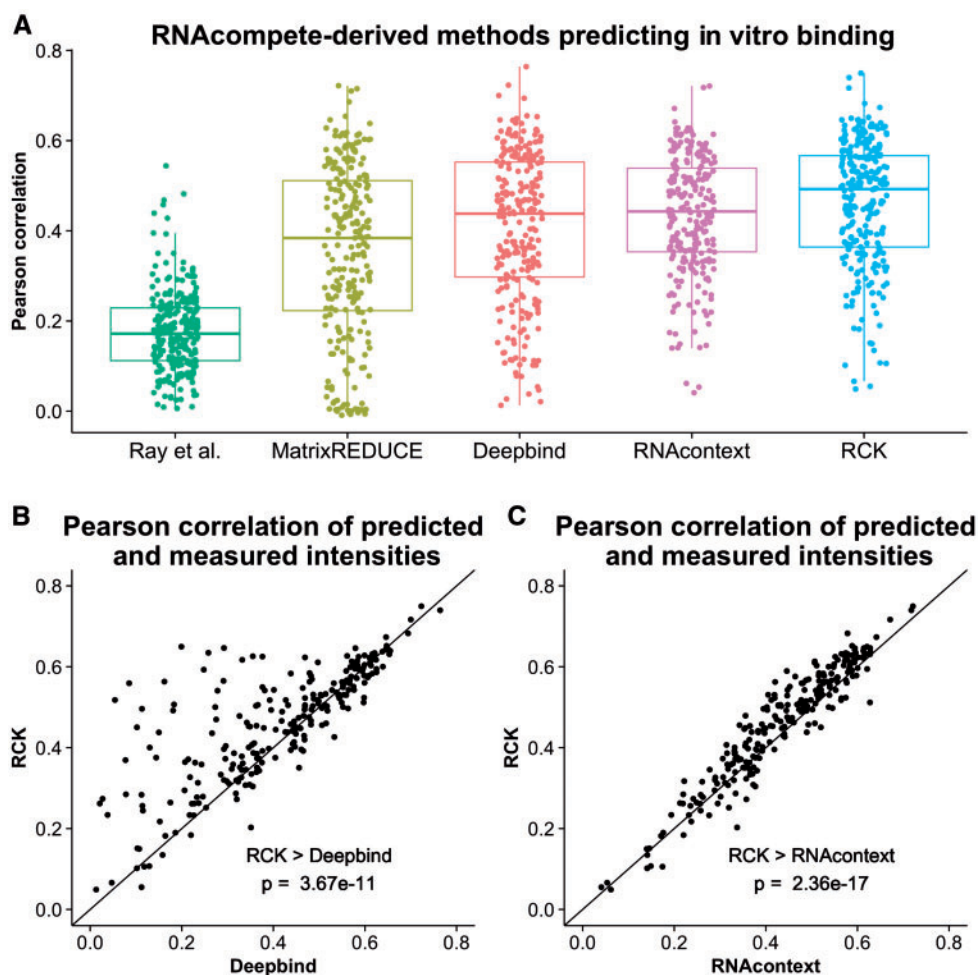 A
RNAcompete-derived methods predicting in vitro binding
Pearson correlation
0.8
0.6
0.4
0.2
0.0
Ray et al. MatrixREDUCE Deepbind RNAcontext RCK
B
Pearson correlation of predicted
and measured intensities
RCK
0.8
0.6
0.4
0.2
0.0
RCK > Deepbind
p = 3.67e-11
0.0 0.2 0.4 0.6 0.8
Deepbind
C
Pearson correlation of predicted
and measured intensities
RCK
0.8
0.6
0.4
0.2
0.0
RCK > RNAcontext
p = 2.36e-17
0.0 0.2 0.4 0.6 0.8
RNAcontext